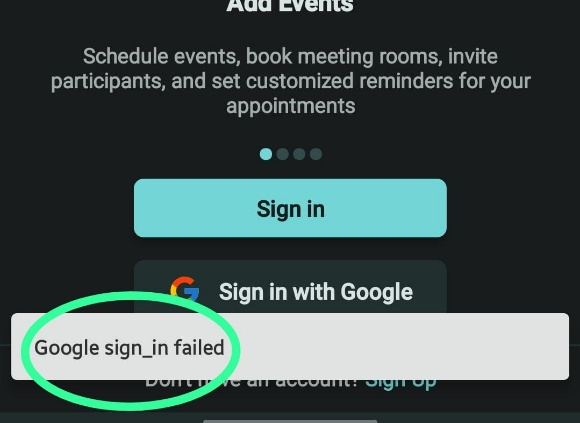 Add Events
Schedule events, book meeting rooms, invite
participants, and set customized reminders for your
appointments
Sign in
Sign in with Google
Google sign_in failed
Don't have an account? Sign Up